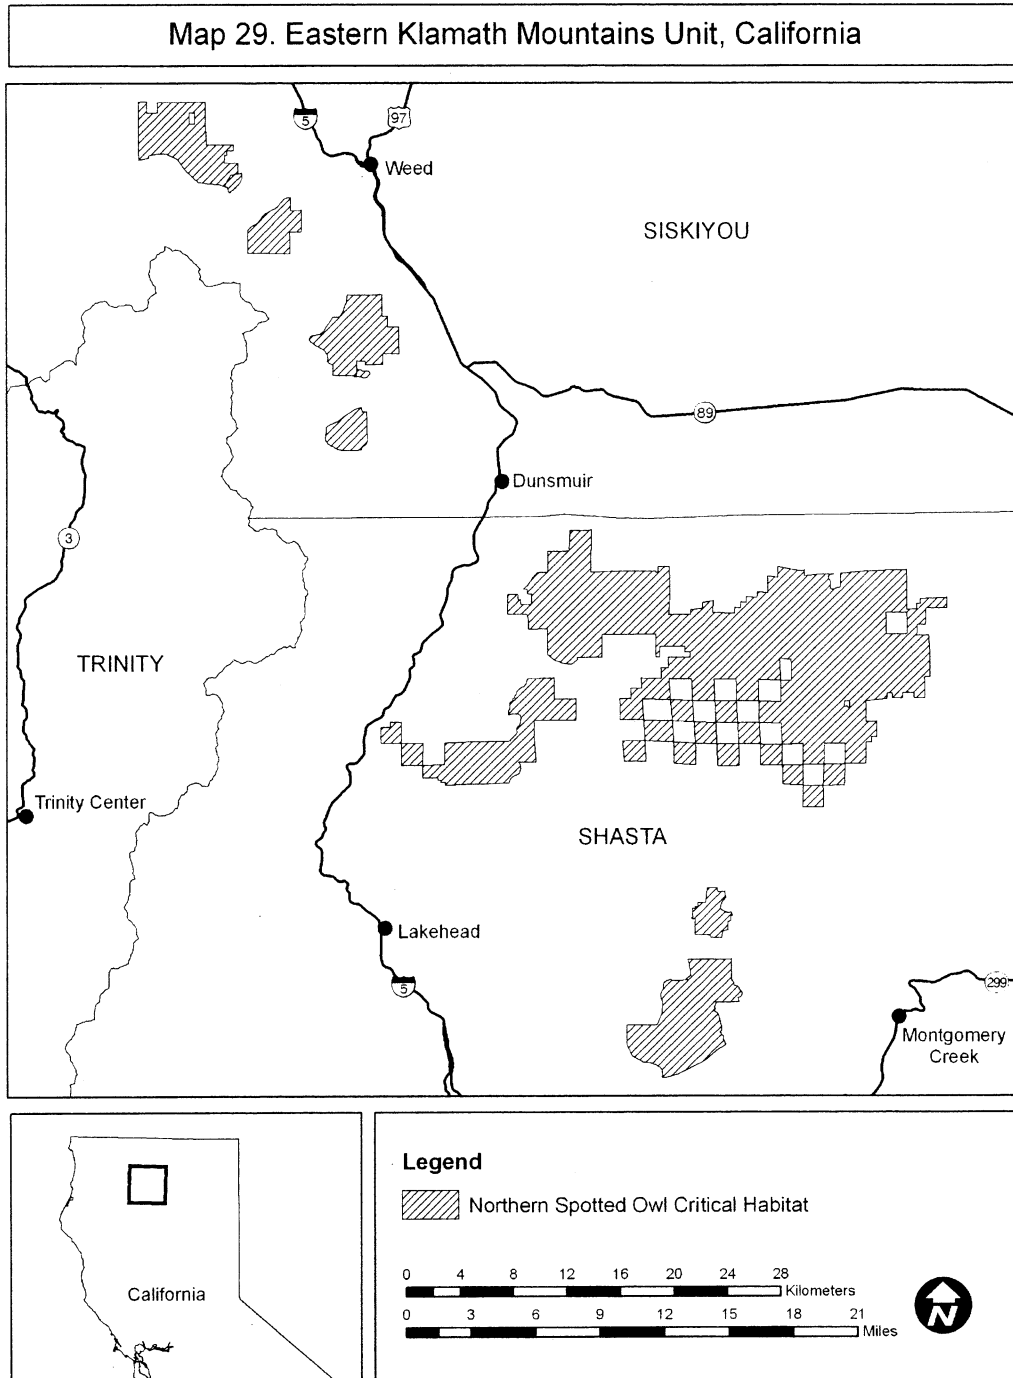 Map 29. Eastern Klamath Mountains Unit, California
5
97
Weed
SISKIYOU
89
Dunsmuir
3
TRINITY
Trinity Center
SHASTA
Lakehead
5
299
Montgomery
Creek
California
Legend
Northern Spotted Owl Critical Habitat
0 4 8 12 16 20 24 28
Kilometers
0 3 6 9 12 15 18 21
Miles
N